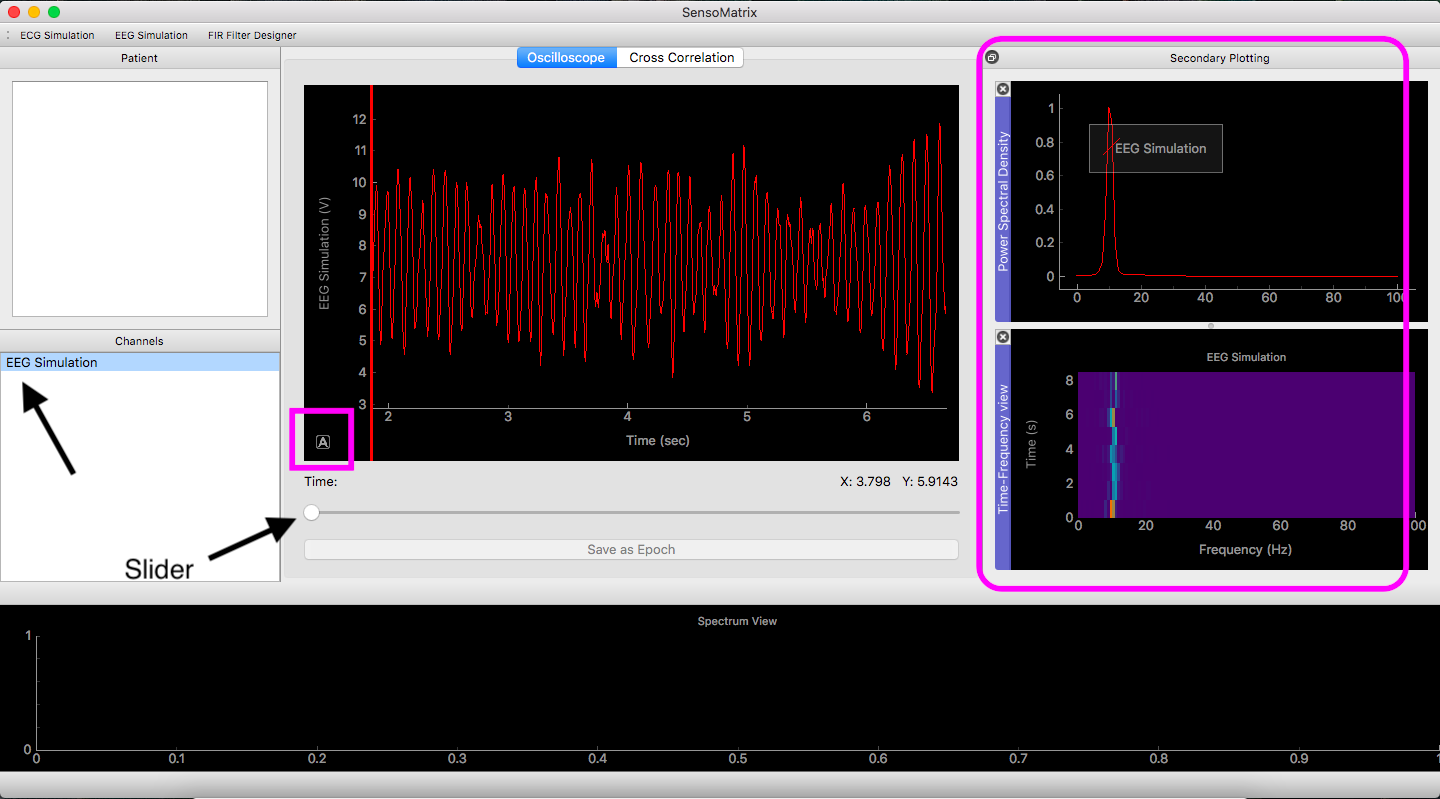 SensoMatrix
ECG Simulation EEG Simulation FIR Filter Designer
Patient
Channels
EEG Simulation
Slider
Oscilloscope Cross Correlation
EEG Simulation (V)
12
11
10
9
8
7
6
5
4
3
2 3 4 5 6
A
Time (sec)
Time: X: 3.798 Y: 5.9143
Save as Epoch
Secondary Plotting
Power Spectral Density
EEG Simulation
1
0.8
0.6
0.4
0.2
0
0 20 40 60 80 100
Time-Frequency view
EEG Simulation
Time (s)
8
6
4
2
0
0 20 40 60 80 00
Frequency (Hz)
Spectrum View
1
0
0 0.1 0.2 0.3 0.4 0.5 0.6 0.7 0.8 0.9 1